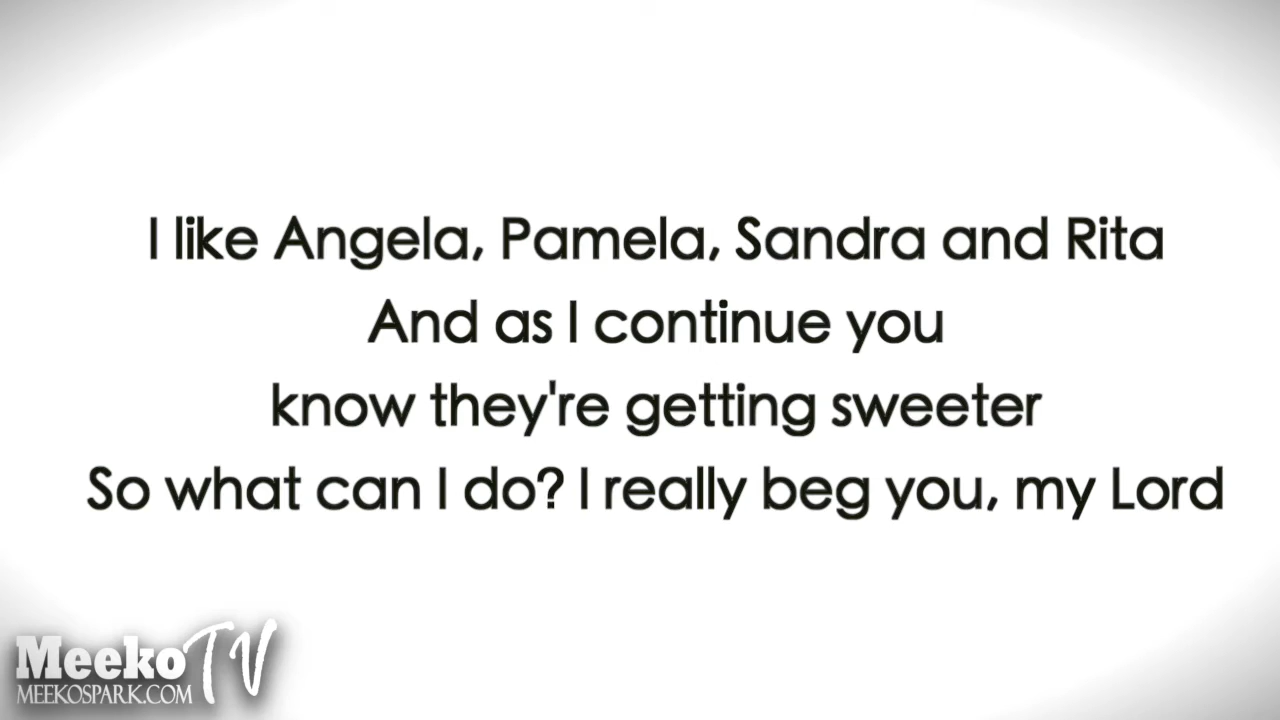 I like Angela, Pamela, Sandra and Rita
And as I continue you
know they're getting sweeter
So what can I do? I really beg you, my Lord
MeekoTV
MEEKOSPARK.COM